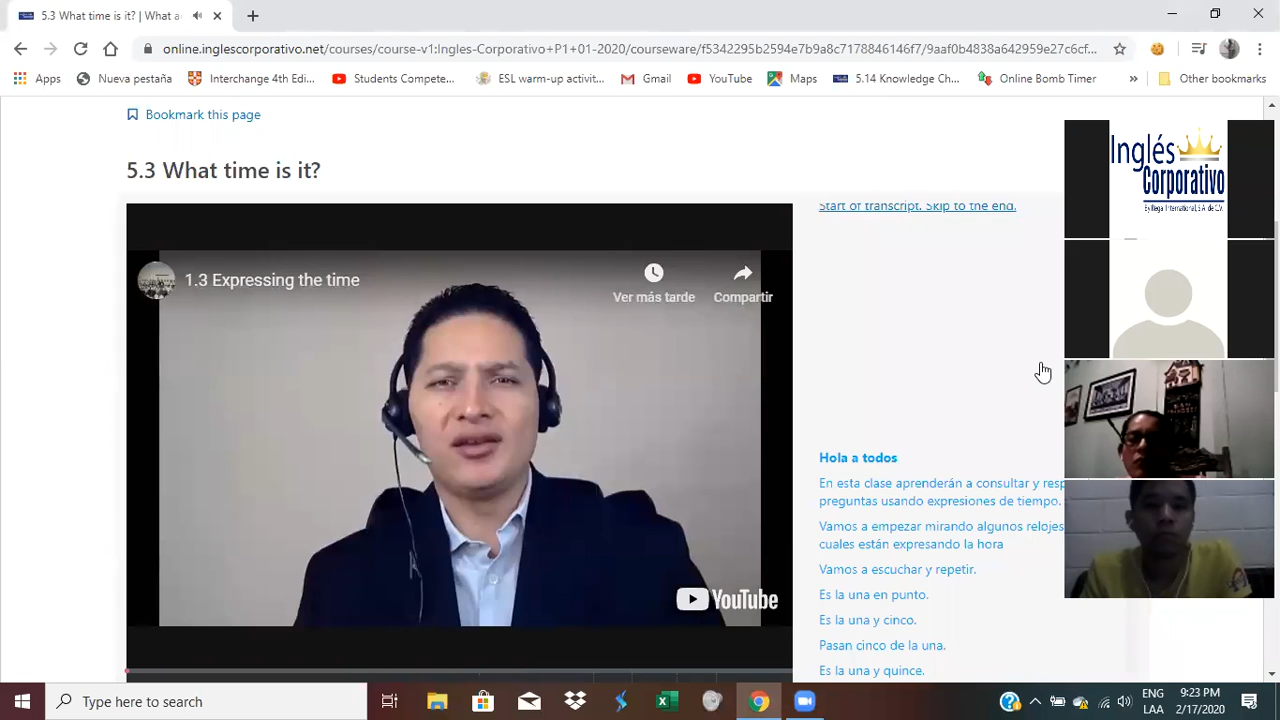 5.3 What time is it? | What a
online.inglescorporativo.net/courses/course-v1:Ingles-Corporativo+P1+01-2020/courseware/f5342295b2594e7b9a8c7178846146f7/9aaf0b4838a642959e27c6cf...
Apps
Nueva pestaña
Interchange 4th Edi...
Students Compete...
ESL warm-up activit...
Gmail
YouTube
Maps
5.14 Knowledge Ch...
Online Bomb Timer
»
Other bookmarks
Bookmark this page
5.3 What time is it?
Start of transcript. Skip to the end.
1.3 Expressing the time
Ver más tarde
Compartir
YouTube
Hola a todos
En esta clase aprenderán a consultar y resp
preguntas usando expresiones de tiempo.
Vamos a empezar mirando algunos relojes
cuales están expresando la hora
Vamos a escuchar y repetir.
Es la una en punto.
Es la una y cinco.
Pasan cinco de la una.
Es la una y quince.
Inglés
Corporativo
Type here to search
ENG
LAA
9:23 PM
2/17/2020